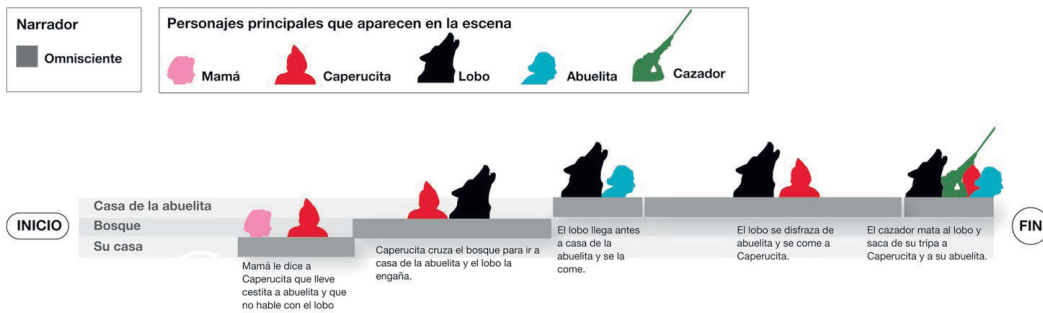 Narrador
Omnisciente
Personajes principales que aparecen en la escena
Mamá
Caperucita
Lobo
Abuelita
Cazador
INICIO
Casa de la abuelita
Bosque
Su casa
Mamá le dice a
Caperucita que lleve
cestita a abuelita y que
no hable con el lobo
Caperucita cruza el bosque para ir a
casa de la abuelita y el lobo la
engaña.
El lobo llega antes
a casa de la
abuelita y se la
come.
El lobo se disfraza de
abuelita y se come a
Caperucita.
El cazador mata al lobo y
saca de su tripa a
Caperucita y a su abuelita.
FIN